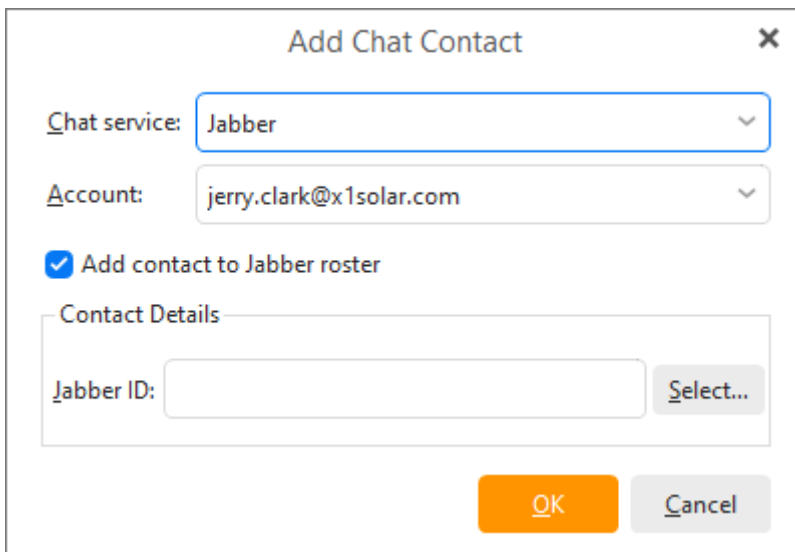 Add Chat Contact
Chat service: Jabber
Account: jerry.clark@x1solar.com
Add contact to Jabber roster
Contact Details
Jabber ID: Select...
OK Cancel